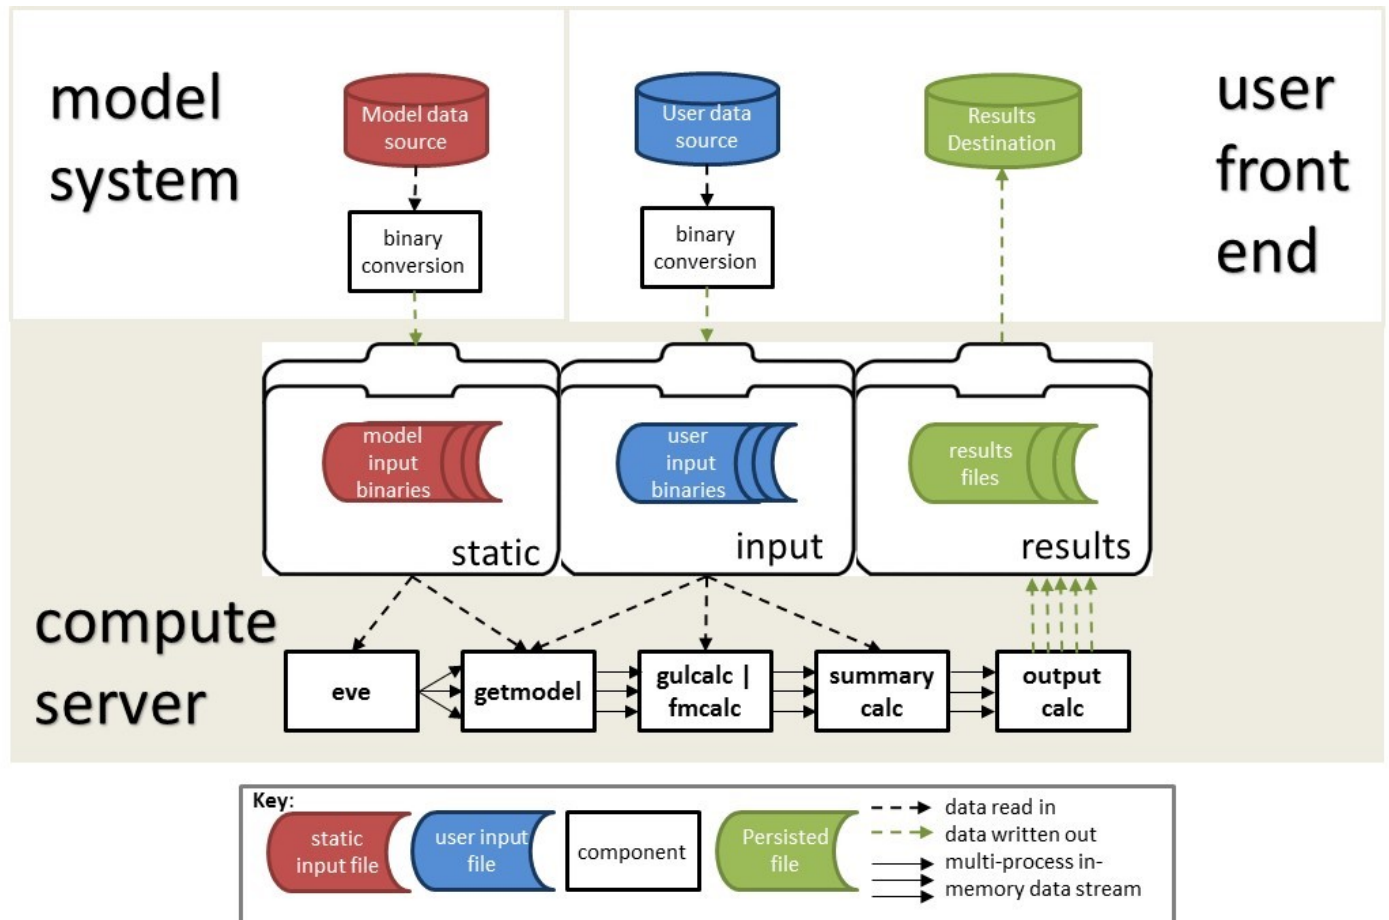 model
system
Model data
source
binary
conversion
User data
source
binary
conversion
Results
Destination
user
front
end
model
input
binaries
static
user
input
binaries
input
results
files
results
compute
server
eve
getmodel
gulcalc |
fmcalc
summary
calc
output
calc
Key:
static
input file
user input
file
component
Persisted
file
data read in
data written out
multi-process in-
memory data stream